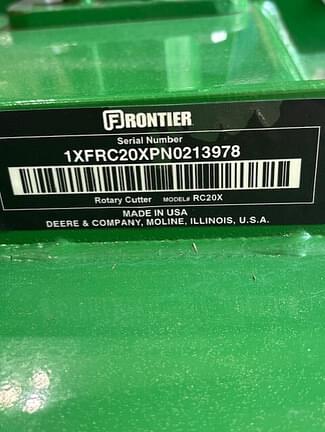 FRONTIER
Serial Number
1XFRC20XPN0213978
Rotary Cutter MODEL# RC20X
MADE IN USA
DEERE & COMPANY, MOLINE, ILLINOIS, U.S.A.